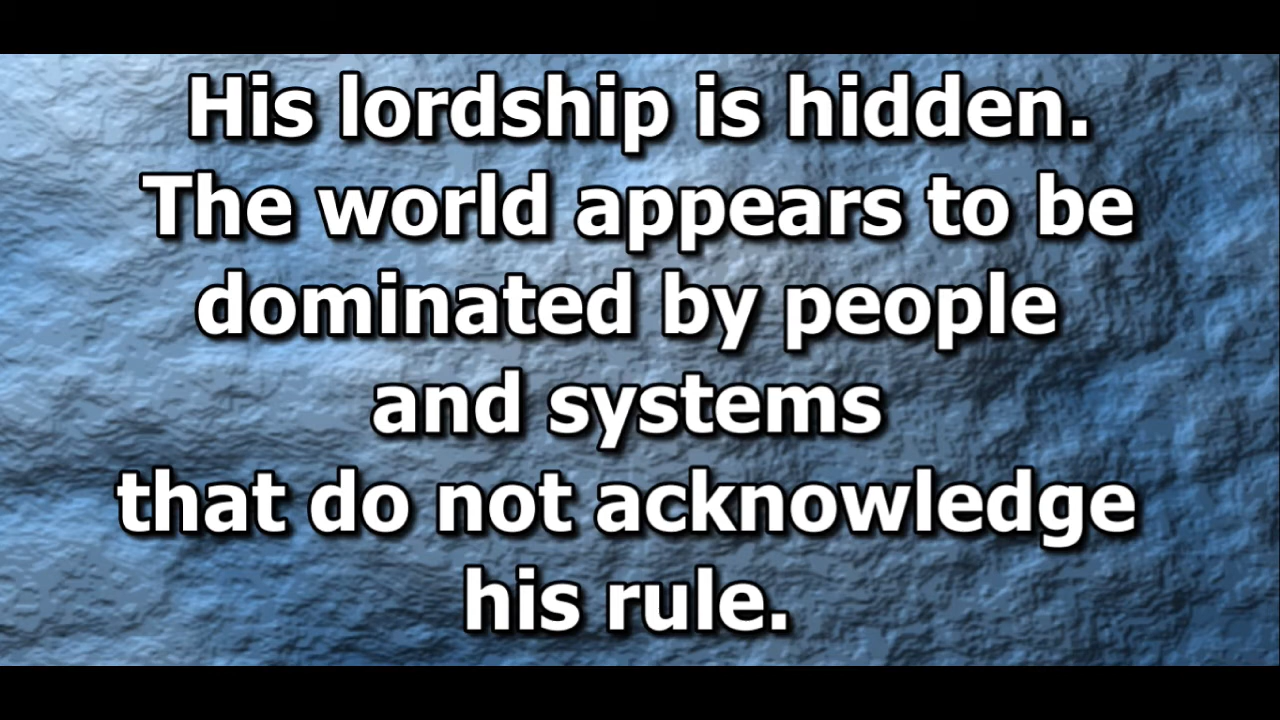 His lordship is hidden.
The world appears to be
dominated by people
and systems
that do not acknowledge
his rule.